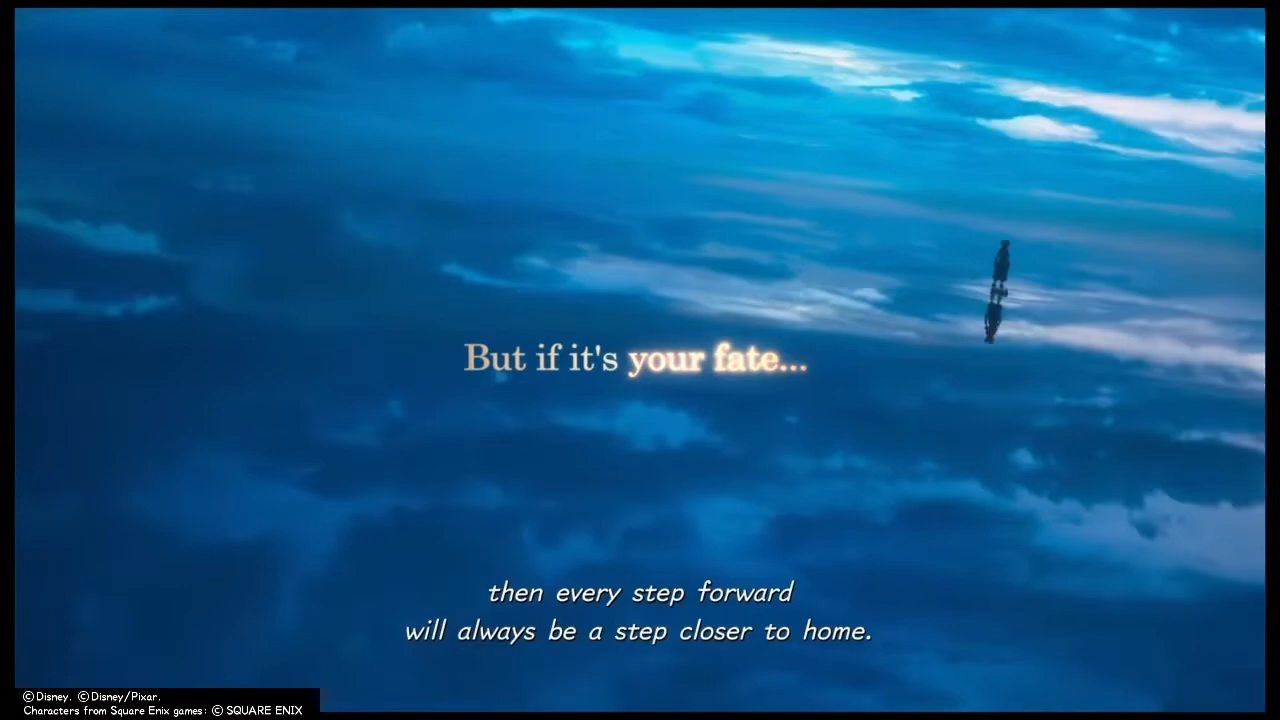 But if it's your fate...
then every step forward
will always be a step closer to home.
©Disney. ©Disney/Pixar.
Characters from Square Enix games: © SQUARE ENIX